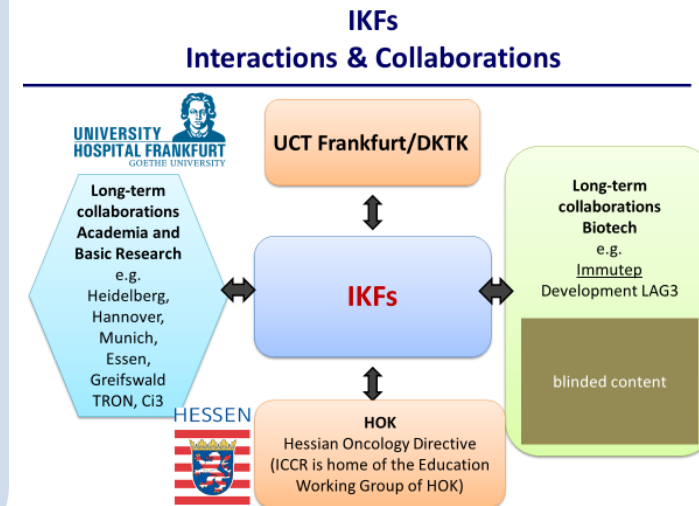 IKFs
Interactions & Collaborations
UNIVERSITY
HOSPITAL FRANKFURT
GOETHE UNIVERSITY
UCT Frankfurt/DKTK
Long-term
collaborations
Academia and
Basic Research
e.g.
Heidelberg,
Hannover,
Munich,
Essen,
Greifswald
TRON, Ci3
IKFs
Long-term
collaborations
Biotech
e.g.
Immutep
Development LAG3
blinded content
HESSEN
HOK
Hessian Oncology Directive
(ICCR is home of the Education
Working Group of HOK)